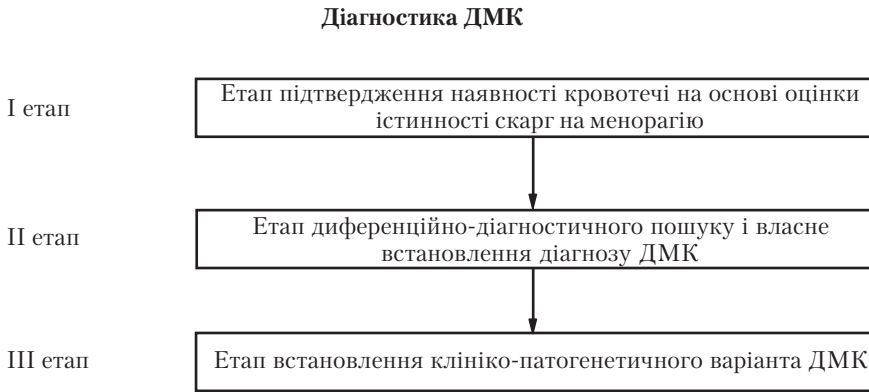 Діагностика ДМК
I етап
Етап підтвердження наявності кровотечі на основі оцінки
істинності скарг на менорагію
II етап
Етап диференційно-діагностичного пошуку і власне
встановлення діагнозу ДМК
III етап
Етап встановлення клініко-патогенетичного варіанта ДМК